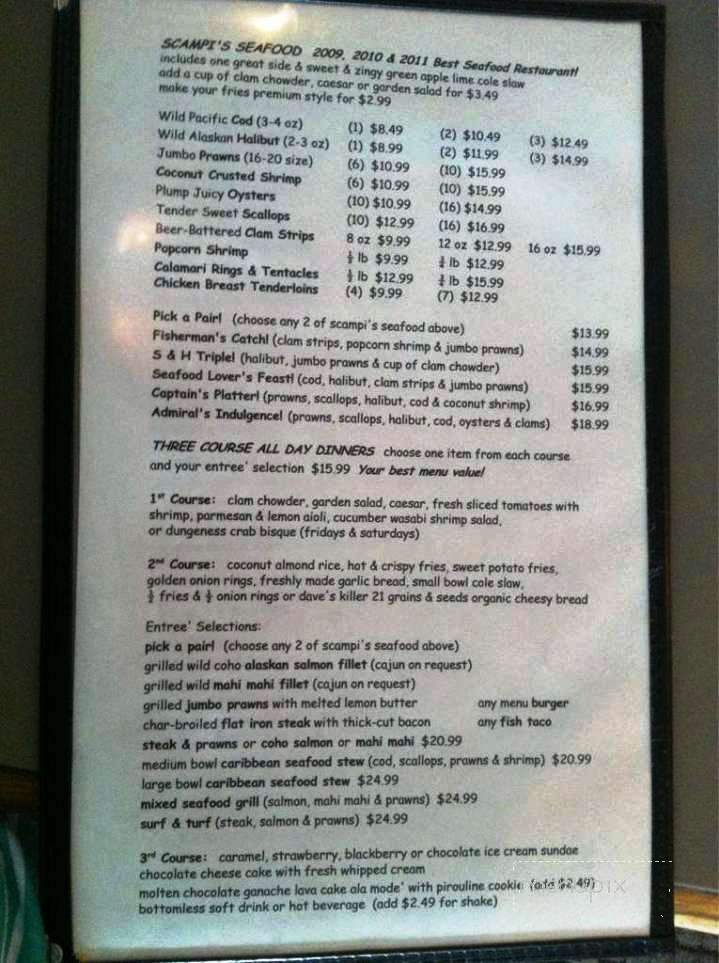 SCAMPI'S SEAFOOD 2009, 2010 & 2011 Best Seafood Restaurant!
includes one great side & sweet & zingy green apple lime cole slaw
add a cup of clam chowder, caesar or garden salad for $3.49
make your fries premium style for $2.99
Wild Pacific Cod (3-4 oz) (1) $8.49 (2) $10.49 (3) $12.49
Wild Alaskan Halibut (2-3 oz) (1) $8.99 (2) $11.99 (3) $14.99
Jumbo Prawns (16-20 size) (6) $10.99 (10) $15.99
Coconut Crusted Shrimp (6) $10.99 (10) $15.99
Plump Juicy Oysters (10) $10.99 (16) $14.99
Tender Sweet Scallops (10) $12.99 (16) $16.99
Beer-Battered Clam Strips 8 oz $9.99 12 oz $12.99 16 oz $15.99
Popcorn Shrimp lb $9.99 lb $12.99
Calamari Rings & Tentacles lb $12.99 lb $15.99
Chicken Breast Tenderloins (4) $9.99 (7) $12.99
Pick a Pair! (choose any 2 of scampi's seafood above) $13.99
Fisherman's Catch! (clam strips, popcorn shrimp & jumbo prawns) $14.99
S & H Triple! (halibut, jumbo prawns & cup of clam chowder) $15.99
Seafood Lover's Feast! (cod, halibut, clam strips & jumbo prawns) $15.99
Captain's Platter! (prawns, scallops, halibut, cod & coconut shrimp) $16.99
Admiral's Indulgence! (prawns, scallops, halibut, cod, oysters & clams) $18.99
THREE COURSE ALL DAY DINNERS choose one item from each course
and your entree' selection $15.99 Your best menu value!
1st Course: clam chowder, garden salad, caesar, fresh sliced tomatoes with
shrimp, parmesan & lemon aioli, cucumber wasabi shrimp salad,
or dungeness crab bisque (fridays & saturdays)
2nd Course: coconut almond rice, hot & crispy fries, sweet potato fries,
golden onion rings, freshly made garlic bread, small bowl cole slaw,
½ fries & ½ onion rings or dave's killer 21 grains & seeds organic cheesy bread
Entree' Selections:
pick a pair! (choose any 2 of scampi's seafood above)
grilled wild coho alaskan salmon fillet (cajun on request)
grilled wild mahi mahi fillet (cajun on request)
grilled jumbo prawns with melted lemon butter any menu burger
char-broiled flat iron steak with thick-cut bacon any fish taco
steak & prawns or coho salmon or mahi mahi $20.99
medium bowl caribbean seafood stew (cod, scallops, prawns & shrimp) $20.99
large bowl caribbean seafood stew $24.99
mixed seafood grill (salmon, mahi mahi & prawns) $24.99
surf & turf (steak, salmon & prawns) $24.99
3rd Course: caramel, strawberry, blackberry or chocolate ice cream sundae
chocolate cheese cake with fresh whipped cream
molten chocolate ganache lava cake ala mode' with pirouline cookie (add $2.49)
bottomless soft drink or hot beverage (add $2.49 for shake)